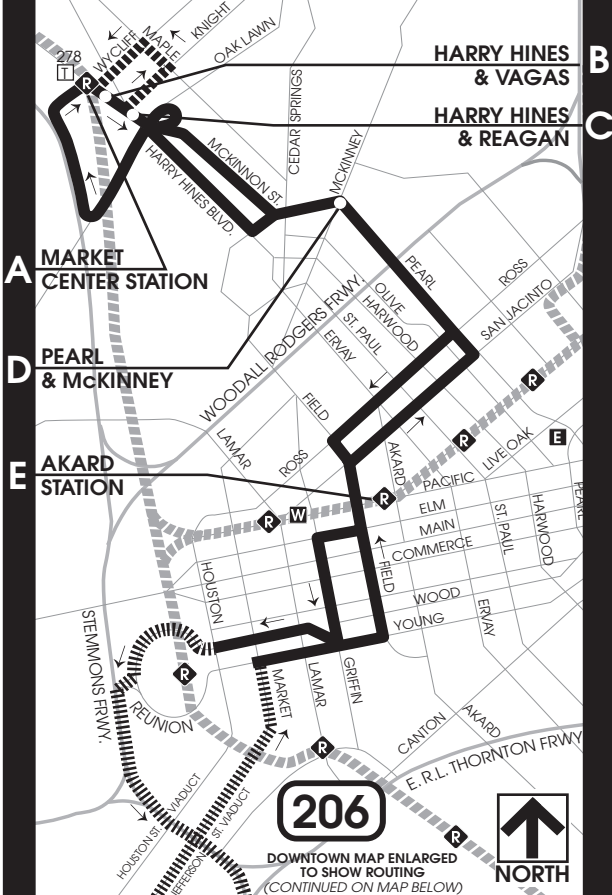 278
T
R
WYCLIFF
MAPLE
KNIGHT
OAK LAWN
HARRY HINES
& VAGAS
B
HARRY HINES
& REAGAN
C
CEDAR SPRINGS
MCKINNON ST.
HARRY HINES BLVD.
MCKINNEY
A
MARKET
CENTER STATION
PEARL
ROSS
SAN JACINTO
OLIVE
HARWOOD
ST. PAUL
ERVAY
WOODALL RODGERS FRWY.
D
PEARL
& McKINNEY
R
FIELD
LAMAR
ROSS
AKARD
R
LIVE OAK
E
E
AKARD
STATION
PACIFIC
R
R
W
ELM
MAIN
COMMERCE
ST. PAUL
HARWOOD
PEARL
HOUSTON
FIELD
WOOD
YOUNG
ERVAY
STEMMONS FRWY.
R
REUNION
MARKET
LAMAR
GRIFFIN
R
CANTON
AKARD
E.R.L. THORNTON FRWY
HOUSTON ST. VIADUCT
JEFFERSON ST. VIADUCT
206
R
DOWNTOWN MAP ENLARGED
TO SHOW ROUTING
(CONTINUED ON MAP BELOW)
NORTH